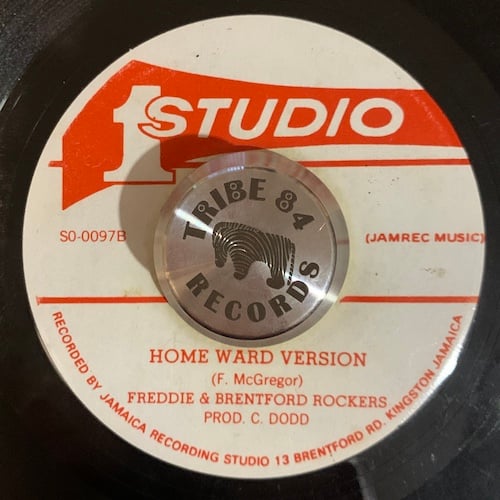 1 STUDIO
SO-0097B
(JAMREC MUSIC)
TRIBE 84
RECORDS
HOME WARD VERSION
(F. McGregor)
FREDDIE & BRENTFORD ROCKERS
PROD. C. DODD
RECORDED BY JAMAICA RECORDING STUDIO 13 BRENTFORD RD. KINGSTON JAMAICA